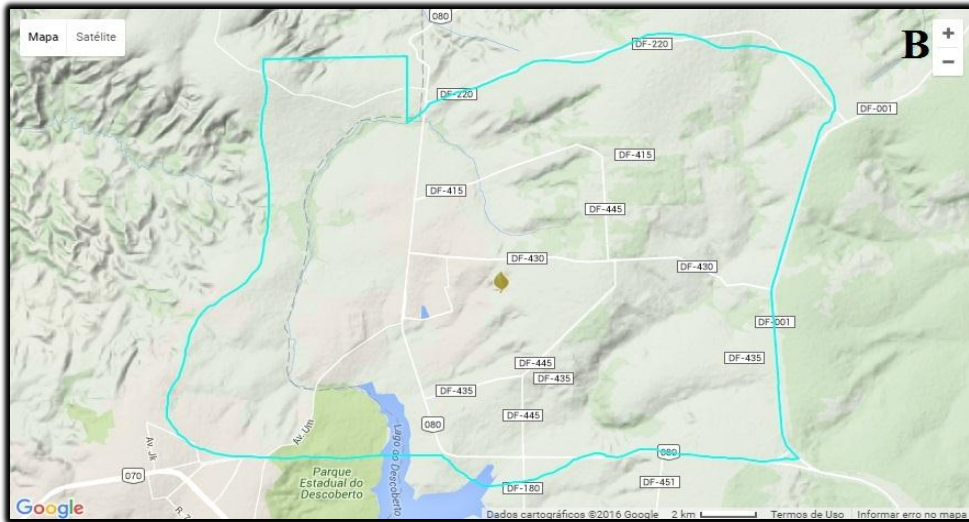 080
Mapa
Satélite
DF-220
B
+
−
DF-220
DF-001
DF-415
DF-415
DF-445
DF-430
DF-430
DF-001
DF-435
DF-445
DF-435
DF-435
DF-445
080
Av. Um
Av. Jk
Lago do Descoberto
080
070
Parque
Estadual do
Descoberto
DF-180
DF-451
R. 7
Google
Dados cartográficos ©2016 Google
2 km
Termos de Uso
Informar erro no mapa